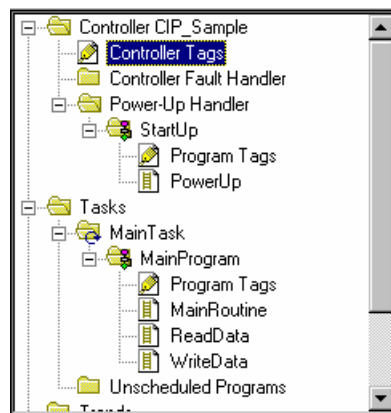 Controller CIP_Sample
Controller Tags
Controller Fault Handler
Power-Up Handler
StartUp
Program Tags
PowerUp
Tasks
MainTask
MainProgram
Program Tags
MainRoutine
ReadData
WriteData
Unscheduled Programs